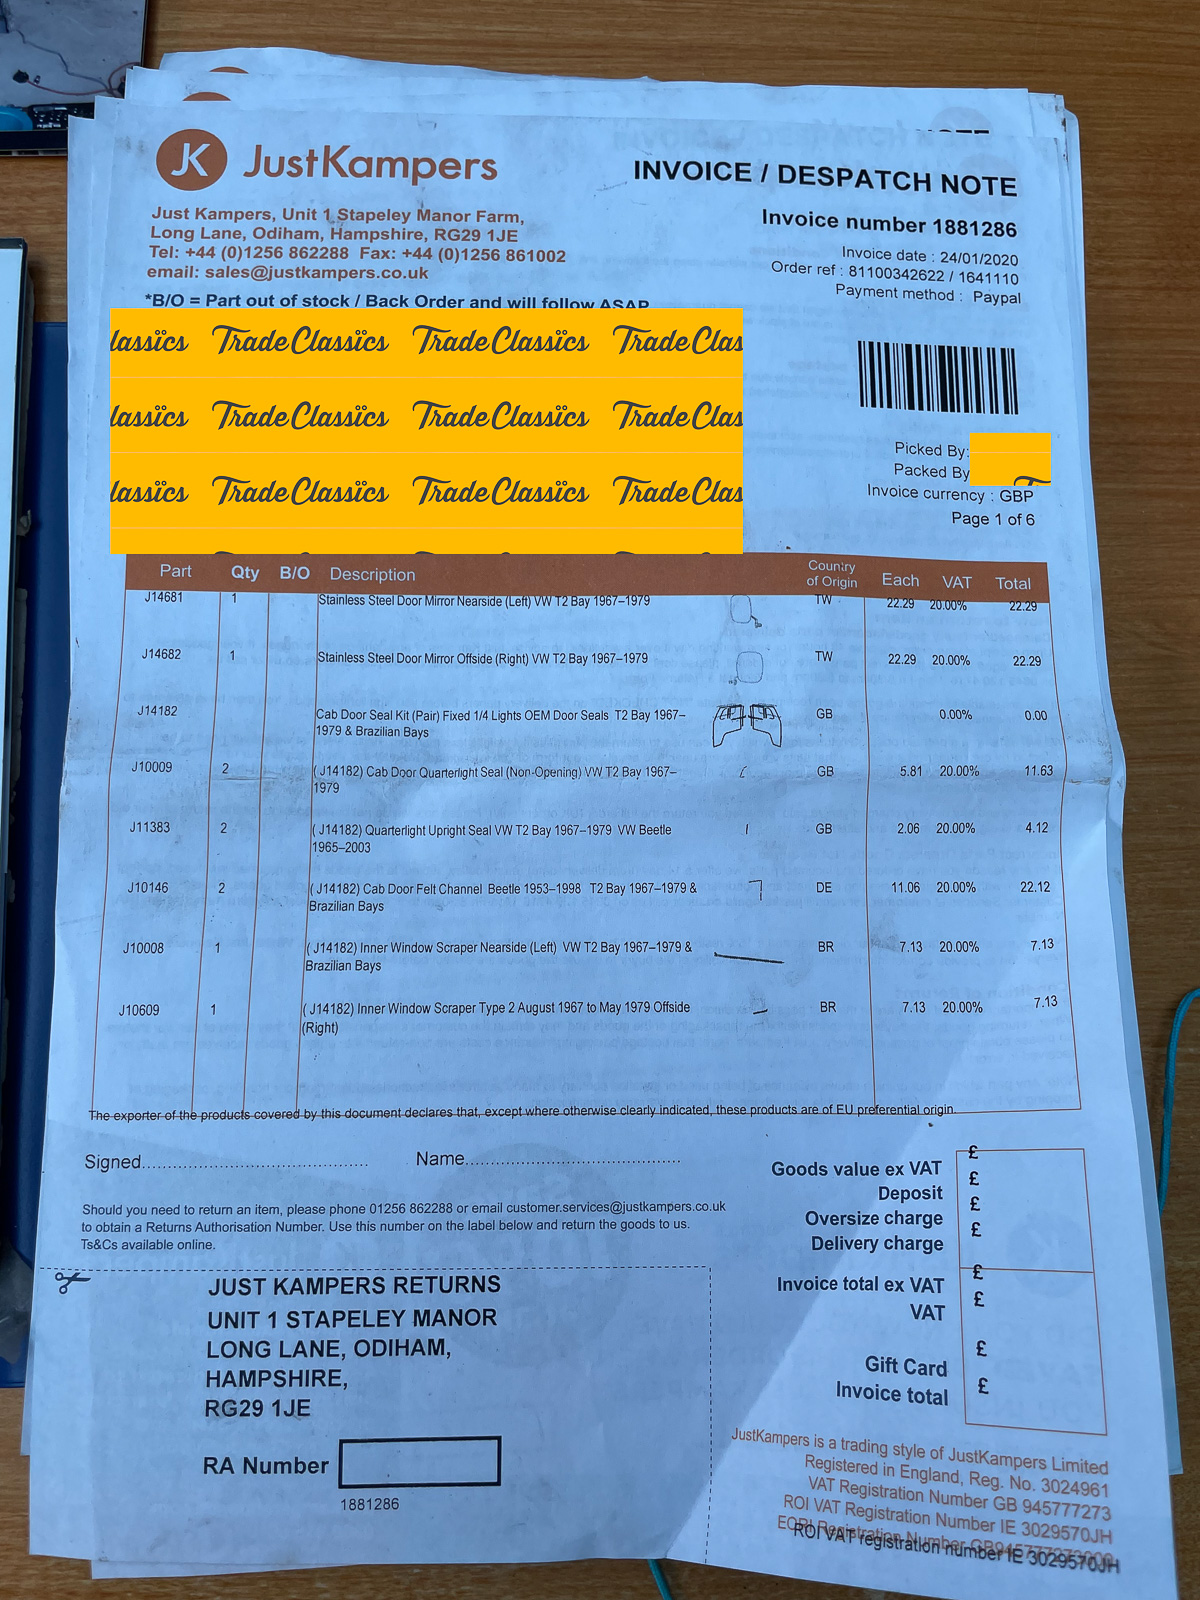 NOTE
JK JustKampers
INVOICE / DESPATCH NOTE
Just Kampers, Unit 1 Stapeley Manor Farm,
Long Lane, Odiham, Hampshire, RG29 1JE
Tel: +44 (0)1256 862288 Fax: +44 (0)1256 861002
email: sales@justkampers.co.uk
Invoice number 1881286
Invoice date : 24/01/2020
Order ref : 81100342622 / 1641110
Payment method : Paypal
*B/O = Part out of stock / Back Order and will follow ASAP
lassics TradeClassics TradeClassics TradeClas
lassics TradeClassics TradeClassics TradeClas
lassics TradeClassics TradeClassics TradeClas
Picked By:
Packed By
Invoice currency : GBP
Page 1 of 6
Part Qty B/O Description Country of Origin Each VAT Total
J14681 1 Stainless Steel Door Mirror Nearside (Left) VW T2 Bay 1967–1979 TW 22.29 20.00% 22.29
J14682 1 Stainless Steel Door Mirror Offside (Right) VW T2 Bay 1967–1979 TW 22.29 20.00% 22.29
J14182 Cab Door Seal Kit (Pair) Fixed 1/4 Lights OEM Door Seals T2 Bay 1967– GB 0.00% 0.00
1979 & Brazilian Bays
J10009 2 ( J14182) Cab Door Quarterlight Seal (Non-Opening) VW T2 Bay 1967– GB 5.81 20.00% 11.63
1979
J11383 2 ( J14182) Quarterlight Upright Seal VW T2 Bay 1967–1979 VW Beetle GB 2.06 20.00% 4.12
1965–2003
J10146 2 ( J14182) Cab Door Felt Channel Beetle 1953–1998 T2 Bay 1967–1979 & DE 11.06 20.00% 22.12
Brazilian Bays
J10008 1 ( J14182) Inner Window Scraper Nearside (Left) VW T2 Bay 1967–1979 & BR 7.13 20.00% 7.13
Brazilian Bays
J10609 1 ( J14182) Inner Window Scraper Type 2 August 1967 to May 1979 Offside BR 7.13 20.00% 7.13
(Right)
The exporter of the products covered by this document declares that, except where otherwise clearly indicated, these products are of EU preferential origin.
Signed............................................ Name..........................................
Should you need to return an item, please phone 01256 862288 or email customer.services@justkampers.co.uk
to obtain a Returns Authorisation Number. Use this number on the label below and return the goods to us.
Ts&Cs available online.
Goods value ex VAT £
Deposit £
Oversize charge £
Delivery charge £
Invoice total ex VAT £
VAT £
Gift Card £
Invoice total £
JUST KAMPERS RETURNS
UNIT 1 STAPELEY MANOR
LONG LANE, ODIHAM,
HAMPSHIRE,
RG29 1JE
RA Number
1881286
JustKampers is a trading style of JustKampers Limited
Registered in England, Reg. No. 3024961
VAT Registration Number GB 945777273
ROI VAT Registration Number IE 3029570JH
EORI Registration Number GB945777273000
ROI VAT registration number IE 3029570JH